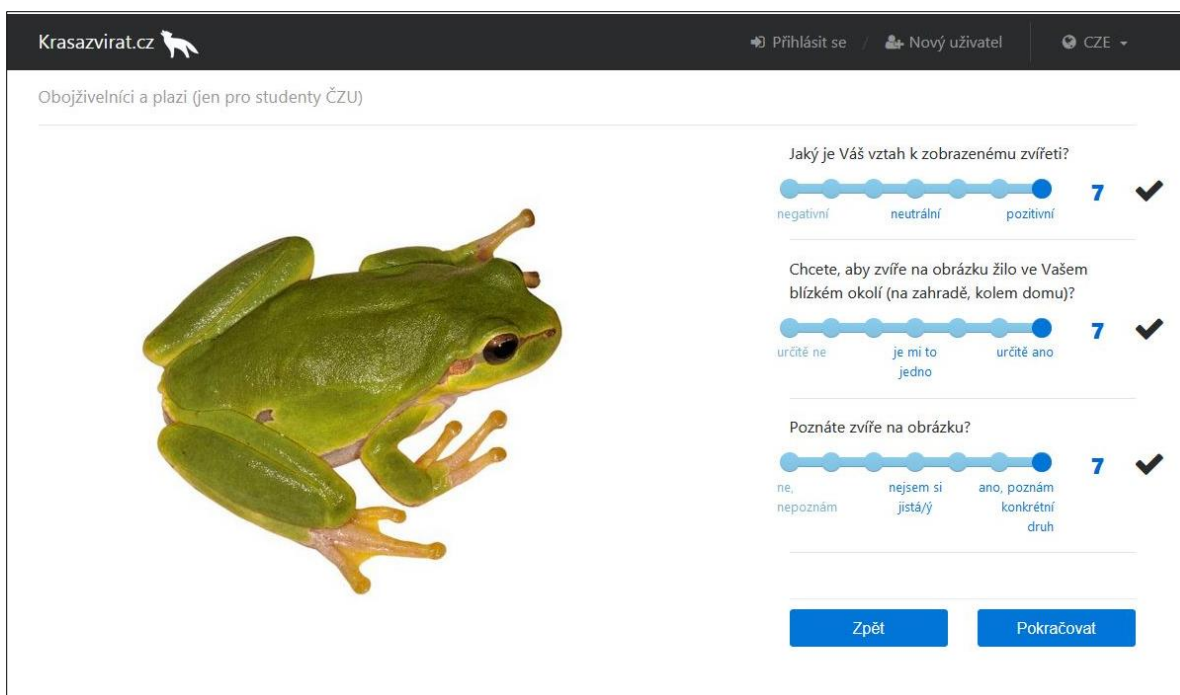 Krasazvirat.cz
Přihlásit se / Nový uživatel
CZE
Obojživelníci a plazi (jen pro studenty ČZU)
Jaký je Váš vztah k zobrazenému zvířeti?
7
negativní neutrální pozitivní
Chcete, aby zvíře na obrázku žilo ve Vašem
blízkém okolí (na zahradě, kolem domu)?
7
určitě ne je mi to určitě ano
jedno
Poznáte zvíře na obrázku?
7
ne, nejsem si ano, poznám
nepoznám jistá/ý konkrétní
druh
Zpět Pokračovat